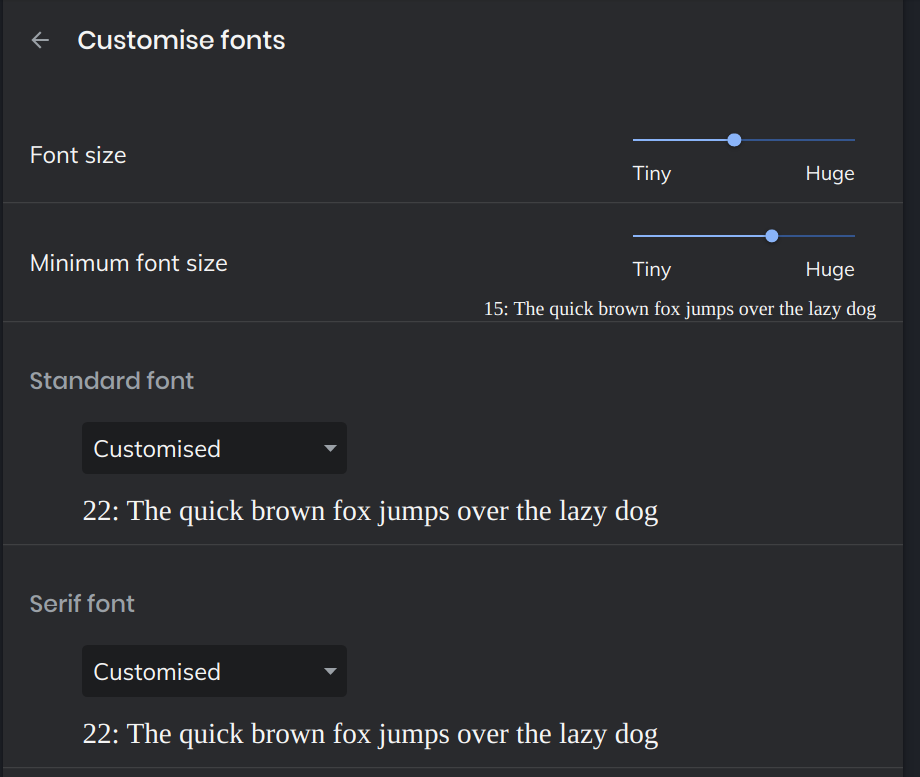 Customise fonts
Font size
Tiny Huge
Minimum font size
Tiny Huge
15: The quick brown fox jumps over the lazy dog
Standard font
Customised
22: The quick brown fox jumps over the lazy dog
Serif font
Customised
22: The quick brown fox jumps over the lazy dog